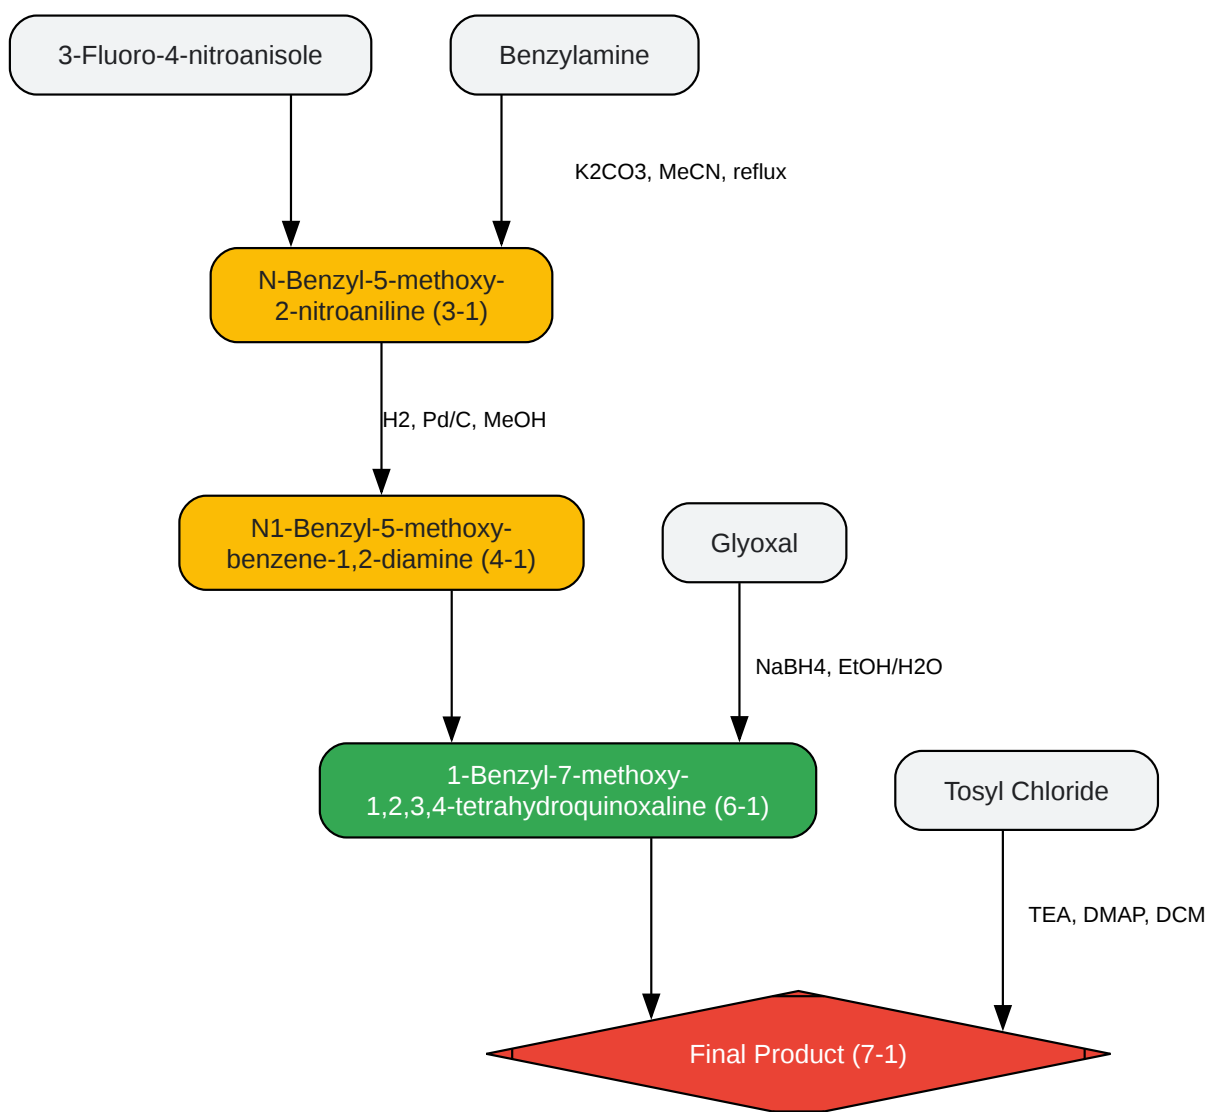 3-Fluoro-4-nitroanisole
Benzylamine
K2CO3, MeCN, reflux
N-Benzyl-5-methoxy-
2-nitroaniline (3-1)
H2, Pd/C, MeOH
N1-Benzyl-5-methoxy-
benzene-1,2-diamine (4-1)
Glyoxal
NaBH4, EtOH/H2O
1-Benzyl-7-methoxy-
1,2,3,4-tetrahydroquinoxaline (6-1)
Tosyl Chloride
TEA, DMAP, DCM
Final Product (7-1)